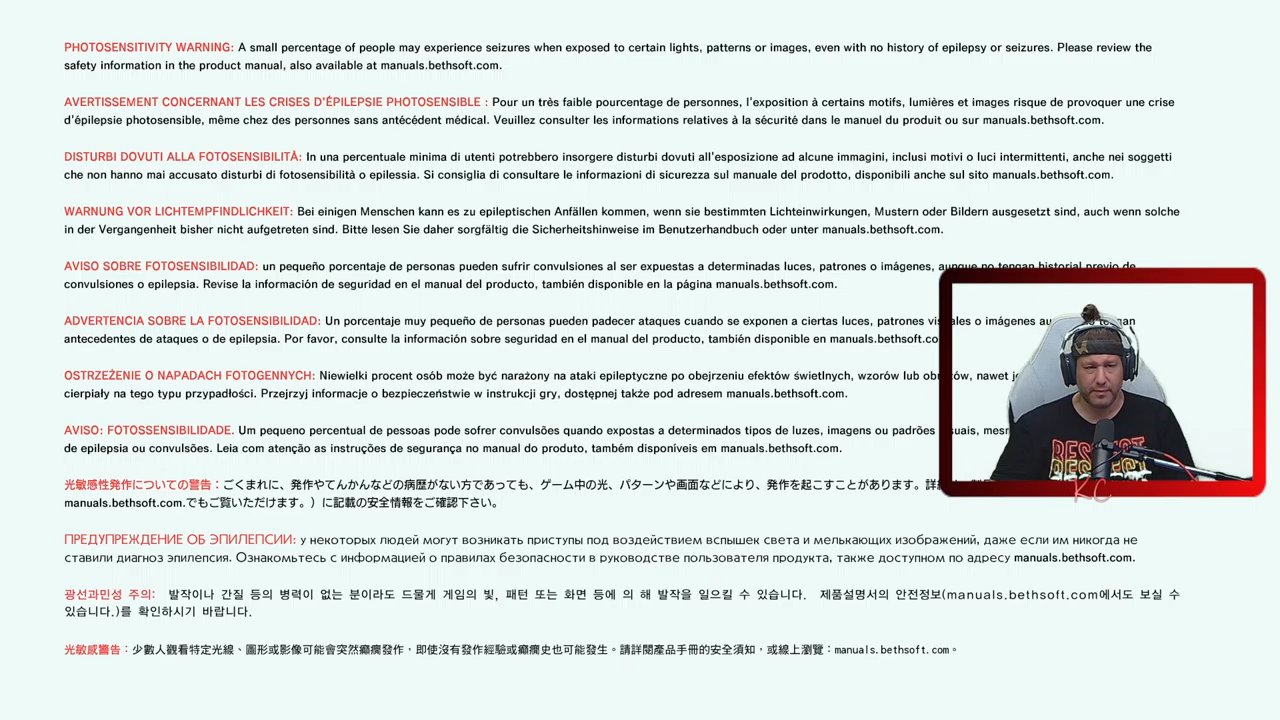 PHOTOSENSITIVITY WARNING: A small percentage of people may experience seizures when exposed to certain lights, patterns or images, even with no history of epilepsy or seizures. Please review the
safety information in the product manual, also available at manuals.bethsoft.com.
AVERTISSEMENT CONCERNANT LES CRISES D'ÉPILEPSIE PHOTOSENSIBLE : Pour un très faible pourcentage de personnes, l'exposition à certains motifs, lumières et images risque de provoquer une crise
d'épilepsie photosensible, même chez des personnes sans antécédent médical. Veuillez consulter les informations relatives à la sécurité dans le manuel du produit ou sur manuals.bethsoft.com.
DISTURBI DOVUTI ALLA FOTOSENSIBILITÀ: In una percentuale minima di utenti potrebbero insorgere disturbi dovuti all'esposizione ad alcune immagini, inclusi motivi o luci intermittenti, anche nei soggetti
che non hanno mai accusato disturbi di fotosensibilità o epilessia. Si consiglia di consultare le informazioni di sicurezza sul manuale del prodotto, disponibili anche sul sito manuals.bethsoft.com.
WARNUNG VOR LICHTEMPFINDLICHKEIT: Bei einigen Menschen kann es zu epileptischen Anfällen kommen, wenn sie bestimmten Lichteinwirkungen, Mustern oder Bildern ausgesetzt sind, auch wenn solche
in der Vergangenheit bisher nicht aufgetreten sind. Bitte lesen Sie daher sorgfältig die Sicherheitshinweise im Benutzerhandbuch oder unter manuals.bethsoft.com.
AVISO SOBRE FOTOSENSIBILIDAD: un pequeño porcentaje de personas pueden sufrir convulsiones al ser expuestas a determinadas luces, patrones o imágenes, aunque no tengan historial previo de
convulsiones o epilepsia. Revise la información de seguridad en el manual del producto, también disponible en la página manuals.bethsoft.com.
ADVERTENCIA SOBRE LA FOTOSENSIBILIDAD: Un porcentaje muy pequeño de personas pueden padecer ataques cuando se exponen a ciertas luces, patrones o imágenes
antecedentes de ataques o de epilepsia. Por favor, consulte la información sobre seguridad en el manual del producto, también disponible en manuals.bethsoft.co
OSTRZEŻENIE O NAPADACH FOTOGENNYCH: Niewielki procent osób może być narażony na ataki epileptyczne po obejrzeniu efektów świetlnych, wzorów lub nawet
cierpiały na tego typu przypadłości. Przejrzyj informacje o bezpieczeństwie w instrukcji gry, dostępnej także pod adresem manuals.bethsoft.com.
AVISO: FOTOSSENSIBILIDADE. Um pequeno percentual de pessoas pode sofrer convulsões quando expostas a determinados tipos de luzes, imagens ou padrões
de epilepsia ou convulsões. Leia com atenção as instruções de segurança no manual do produto, também disponíveis em manuals.bethsoft.com.
光敏感性発作についての警告：ごくまれに、発作やてんかんなどの病歴がない方であっても、ゲーム中の光、パターンや画面などにより、発作を起こすことがあります。詳
manuals.bethsoft.com.でもご覧いただけます。）に記載の安全情報をご確認下さい。
ПРЕДУПРЕЖДЕНИЕ ОБ ЭПИЛЕПСИИ: у некоторых людей могут возникать приступы под воздействием вспышек света и мелькающих изображений, даже если им никогда не
ставили диагноз эпилепсия. Ознакомьтесь с информацией о правилах безопасности в руководстве пользователя продукта, также доступном по адресу manuals.bethsoft.com.
광선과민성 주의: 발작이나 간질 등의 병력이 없는 분이라도 드물게 게임의 빛, 패턴 또는 화면 등에 의 해 발작을 일으킬 수 있습니다. 제품설명서의 안전정보(manuals.bethsoft.com에서도 보실 수
있습니다.)를 확인하시기 바랍니다.
光敏感警告：少數人觀看特定光線、圖形或影像可能會突然癲癇發作，即使沒有發作經驗或癲癇史也可能發生。請詳閱產品手冊的安全須知，或線上瀏覽：manuals.bethsoft.com。
KC